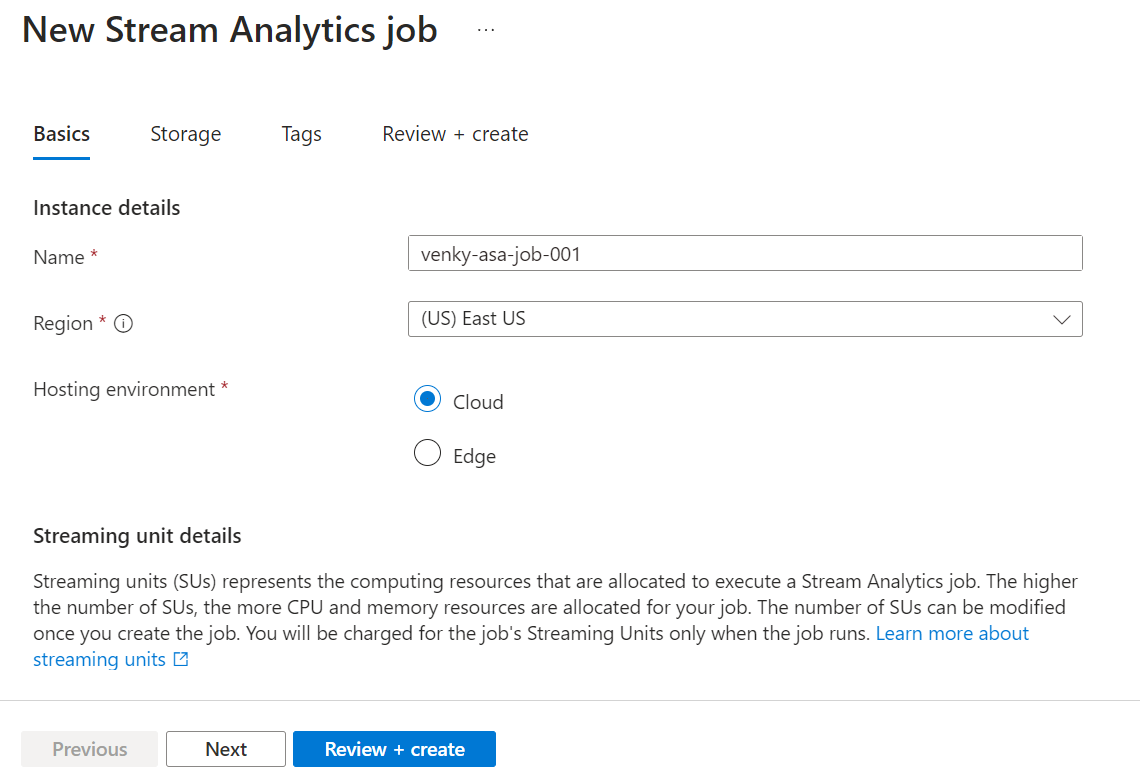 New Stream Analytics job ...
Basics Storage Tags Review + create
Instance details
Name * venky-asa-job-001
Region * (US) East US
Hosting environment *
Cloud
Edge
Streaming unit details
Streaming units (SUs) represents the computing resources that are allocated to execute a Stream Analytics job. The higher
the number of SUs, the more CPU and memory resources are allocated for your job. The number of SUs can be modified
once you create the job. You will be charged for the job's Streaming Units only when the job runs. Learn more about
streaming units
Previous Next Review + create